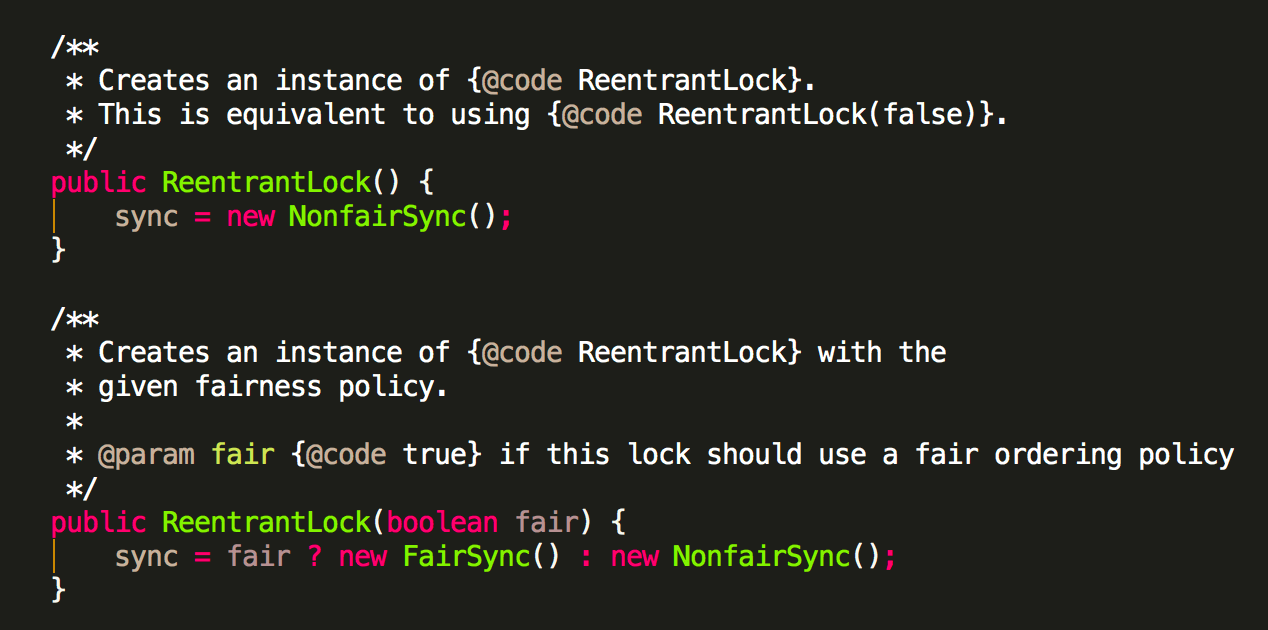 /**
 * Creates an instance of {@code ReentrantLock}.
 * This is equivalent to using {@code ReentrantLock(false)}.
 */
public ReentrantLock() {
    sync = new NonfairSync();
}

/**
 * Creates an instance of {@code ReentrantLock} with the
 * given fairness policy.
 *
 * @param fair {@code true} if this lock should use a fair ordering policy
 */
public ReentrantLock(boolean fair) {
    sync = fair ? new FairSync() : new NonfairSync();
}